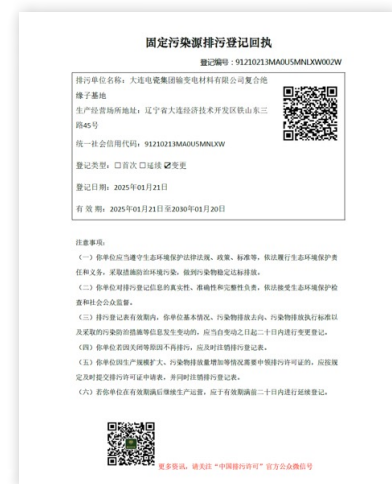 固定污染源排污登记回执
登记编号：91210213MA0U5MNLXW002W
排污单位名称：大连电瓷集团输变电材料有限公司复合绝
缘子基地
生产经营场所地址：辽宁省大连经济技术开发区铁山东三
路45号
统一社会信用代码：91210213MA0U5MNLXW
登记类型：☐首次 ☐延续 ☑变更
登记日期：2025年01月21日
有 效 期：2025年01月21日至2030年01月20日
注意事项：
（一）你单位应当遵守生态环境保护法律法规、政策、标准等，依法履行生态环境保护责
任和义务，采取措施防治环境污染，做到污染物稳定达标排放。
（二）你单位对排污登记信息的真实性、准确性和完整性负责，依法接受生态环境保护检
查和社会公众监督。
（三）排污登记表有效期内，你单位基本情况、污染物排放去向、污染物排放执行标准以
及采取的污染防治措施等信息发生变动的，应当自变动之日起二十日内进行变更登记。
（四）你单位若因关闭等原因不再排污，应及时注销排污登记表。
（五）你单位因生产规模扩大、污染物排放量增加等情况需要申领排污许可证的，应按规
定及时提交排污许可证申请表，并同时注销排污登记表。
（六）若你单位在有效期满后继续生产运营，应于有效期满前二十日内进行延续登记。
更多资讯，请关注“中国排污许可”官方公众微信号